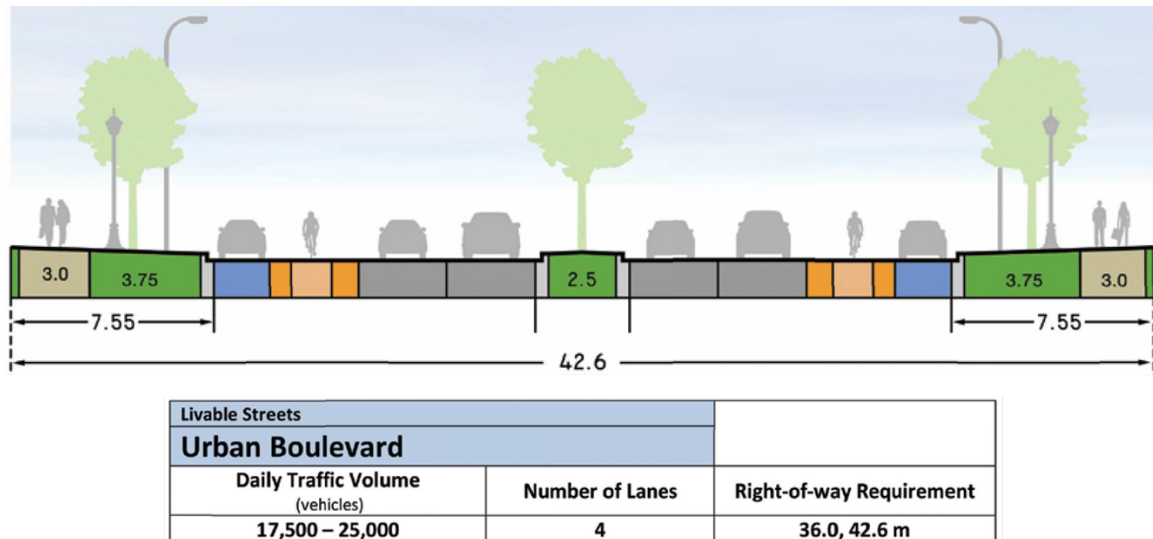 3.0 3.75 2.5 3.75 3.0
7.55 7.55
42.6
Livable Streets
Urban Boulevard
Daily Traffic Volume Number of Lanes Right-of-way Requirement
(vehicles)
17,500 – 25,000 4 36.0, 42.6 m